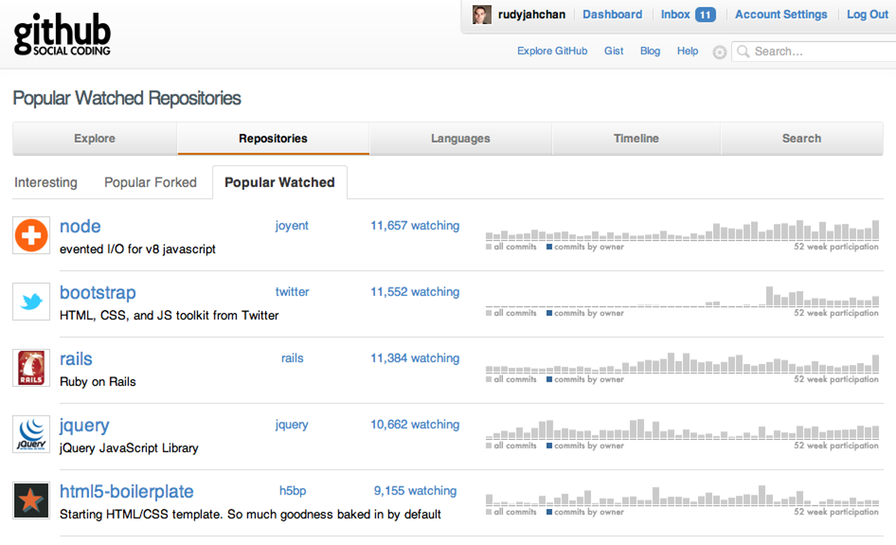 github
SOCIAL CODING
rudyjahchan Dashboard Inbox 11 Account Settings Log Out
Explore GitHub Gist Blog Help Search...
Popular Watched Repositories
Explore Repositories Languages Timeline Search
Interesting Popular Forked Popular Watched
node joyent 11,657 watching
evented I/O for v8 javascript
all commits commits by owner 52 week participation
bootstrap twitter 11,552 watching
HTML, CSS, and JS toolkit from Twitter
all commits commits by owner 52 week participation
rails rails 11,384 watching
RAILS
Ruby on Rails
all commits commits by owner 52 week participation
jquery jquery 10,662 watching
jQuery
jQuery JavaScript Library
all commits commits by owner 52 week participation
html5-boilerplate h5bp 9,155 watching
Starting HTML/CSS template. So much goodness baked in by default
all commits commits by owner 52 week participation